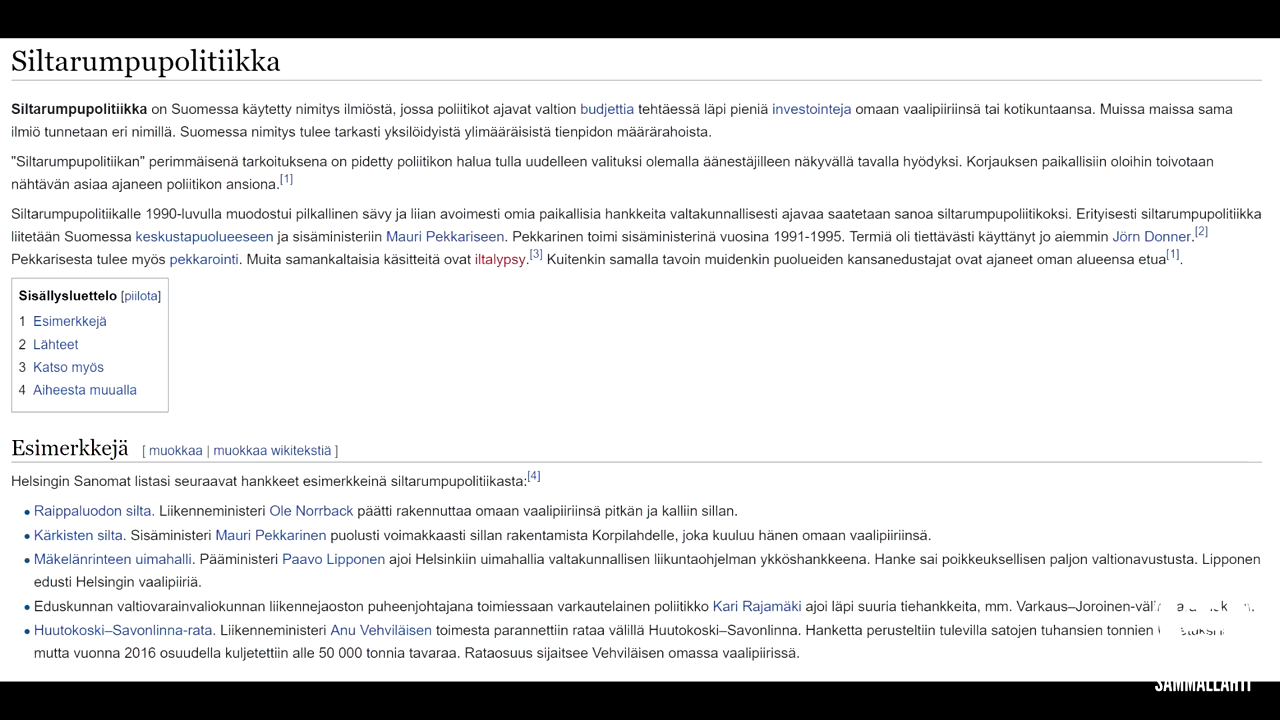 Siltarumpupolitiikka
Siltarumpupolitiikka on Suomessa käytetty nimitys ilmiöstä, jossa poliitikot ajavat valtion budjettia tehtäessä läpi pieniä investointeja omaan vaalipiiriinsä tai kotikuntaansa. Muissa maissa sama
ilmiö tunnetaan eri nimillä. Suomessa nimitys tulee tarkasti yksilöidyistä ylimääräisistä tienpidon määrärahoista.
"Siltarumpupolitiikan" perimmäisenä tarkoituksena on pidetty poliitikon halua tulla uudelleen valituksi olemalla äänestäjilleen näkyvällä tavalla hyödyksi. Korjauksen paikallisiin oloihin toivotaan
nähtävän asiaa ajaneen poliitikon ansiona.[1]
Siltarumpupolitiikalle 1990-luvulla muodostui pilkallinen sävy ja liian avoimesti omia paikallisia hankkeita valtakunnallisesti ajavaa saatetaan sanoa siltarumpupoliitikoksi. Erityisesti siltarumpupolitiikka
liitetään Suomessa keskustapuolueeseen ja sisäministeriin Mauri Pekkariseen. Pekkarinen toimi sisäministerinä vuosina 1991-1995. Termiä oli tiettävästi käyttänyt jo aiemmin Jörn Donner.[2]
Pekkarisesta tulee myös pekkarointi. Muita samankaltaisia käsitteitä ovat iltalypsy.[3] Kuitenkin samalla tavoin muidenkin puolueiden kansanedustajat ovat ajaneet oman alueensa etua[1].
Sisällysluettelo [piilota]
1 Esimerkkejä
2 Lähteet
3 Katso myös
4 Aiheesta muualla
Esimerkkejä [ muokkaa | muokkaa wikitekstiä ]
Helsingin Sanomat listasi seuraavat hankkeet esimerkkeinä siltarumpupolitiikasta:[4]
• Raippaluodon silta. Liikenneministeri Ole Norrback päätti rakennuttaa omaan vaalipiiriinsä pitkän ja kalliin sillan.
• Kärkisten silta. Sisäministeri Mauri Pekkarinen puolusti voimakkaasti sillan rakentamista Korpilahdelle, joka kuuluu hänen omaan vaalipiiriinsä.
• Mäkelänrinteen uimahalli. Pääministeri Paavo Lipponen ajoi Helsinkiin uimahallia valtakunnallisen liikuntaohjelman ykköshankkeena. Hanke sai poikkeuksellisen paljon valtionavustusta. Lipponen
edusti Helsingin vaalipiiriä.
• Eduskunnan valtiovarainvaliokunnan liikennejaoston puheenjohtajana toimiessaan varkautelainen poliitikko Kari Rajamäki ajoi läpi suuria tiehankkeita, mm.
• Huutokoski–Savonlinna-rata. Liikenneministeri Anu Vehviläisen toimesta parannettiin rataa välillä Huutokoski–Savonlinna. Hanketta perusteltiin tulevilla satojen tuhansien tonnien
mutta vuonna 2016 osuudella kuljetettiin alle 50 000 tonnia tavaraa. Rataosuus sijaitsee Vehviläisen omassa vaalipiirissä.